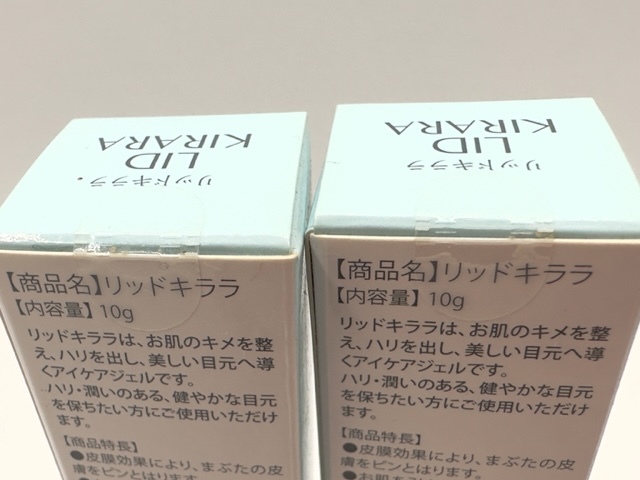 LID
KIRARA
リッドキララ
【商品名】リッドキララ
【内容量】10g
リッドキララは、お肌のキメを整
え、ハリを出し、美しい目元へ導
くアイケアジェルです。
ハリ・潤いのある、健やかな目元
を保ちたい方にご使用いただけ
ます。
【商品特長】
●皮膜効果により、まぶたの皮
膚をピンとはります。
LID
KIRARA
リッドキララ
【商品名】リッドキララ
【内容量】10g
リッドキララは、お肌のキメを整
え、ハリを出し、美しい目元へ導
くアイケアジェルです。
ハリ・潤いのある、健やかな目元
を保ちたい方にご使用いただけ
ます。
【商品特長】
●皮膜効果により、まぶたの皮
膚をピンとはります。